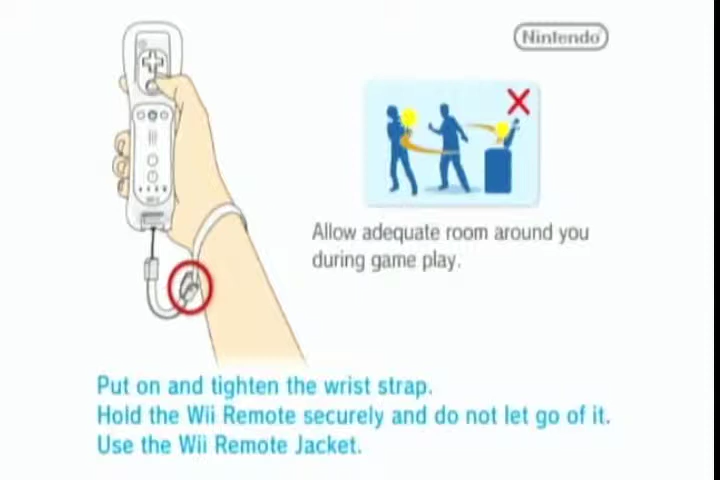 Nintendo
Allow adequate room around you
during game play.
Put on and tighten the wrist strap.
Hold the Wii Remote securely and do not let go of it.
Use the Wii Remote Jacket.